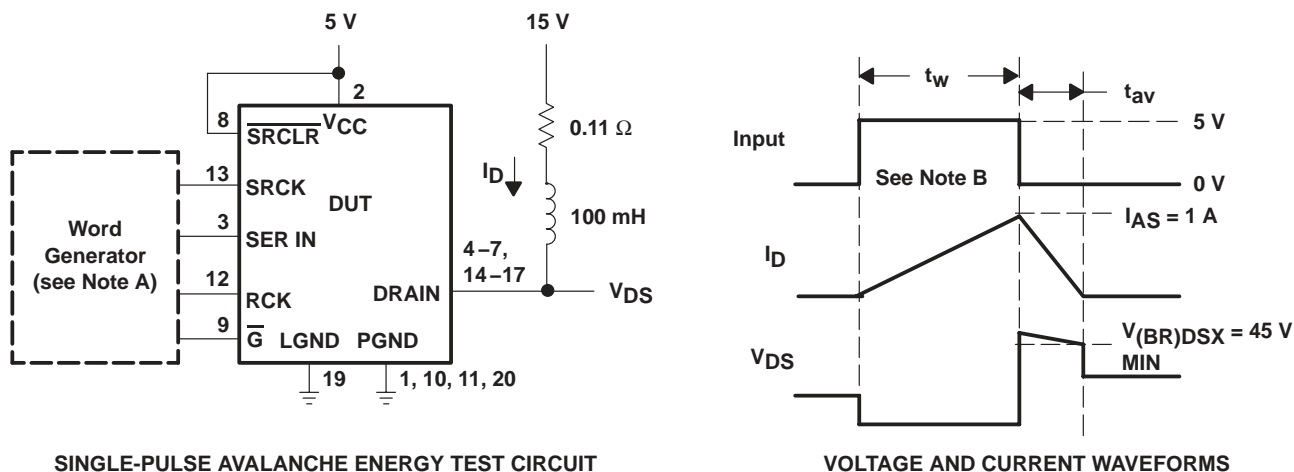 5 V
15 V
2
8
SRCLR
VCC
0.11 Ω
13
SRCK
ID
DUT
Word
Generator
(see Note A)
3
SER IN
100 mH
4–7,
14–17
12
RCK
DRAIN
VDS
9
G
LGND
PGND
19
1, 10, 11, 20
SINGLE-PULSE AVALANCHE ENERGY TEST CIRCUIT
tw
tav
Input
5 V
See Note B
0 V
IAS = 1 A
ID
V(BR)DSX = 45 V
MIN
VDS
VOLTAGE AND CURRENT WAVEFORMS